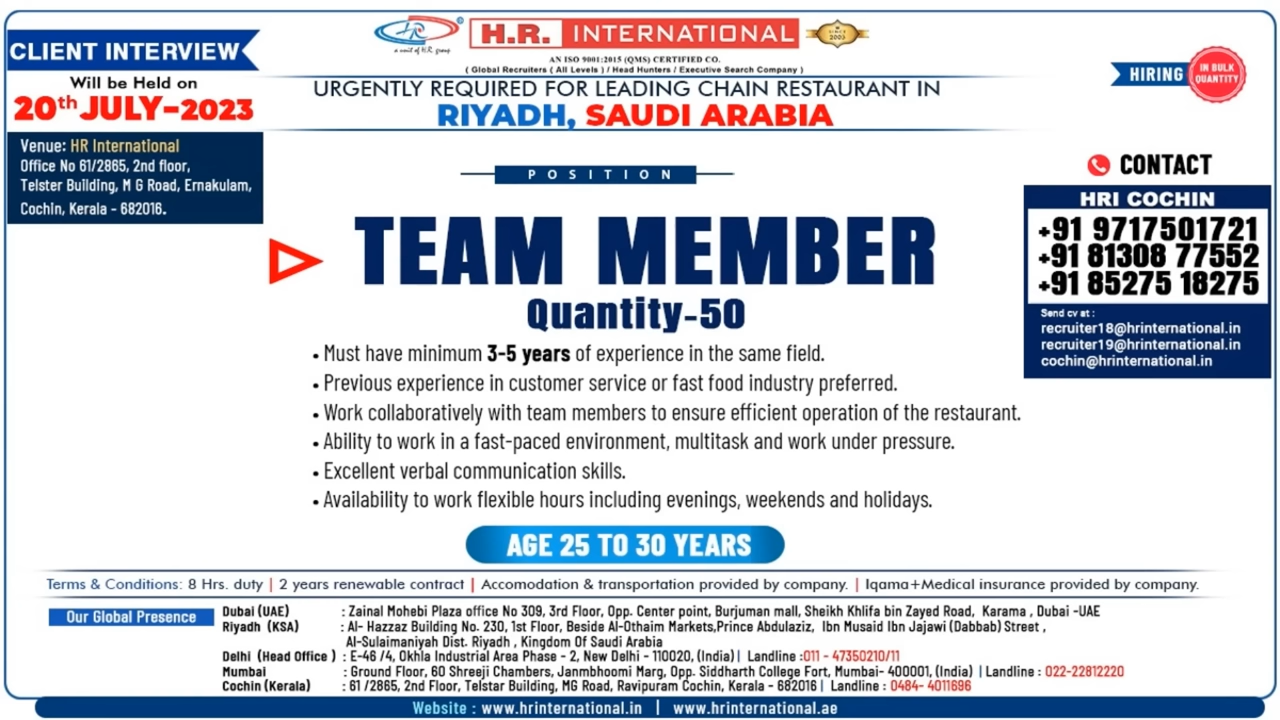 CLIENT INTERVIEW
Will be Held on
20th JULY-2023
Venue: HR International
Office No 61/2865, 2nd floor,
Telster Building, M G Road, Ernakulam,
Cochin, Kerala - 682016.
HR
a unit of H.R. group
H.R. INTERNATIONAL
SINCE 2005
AN ISO 9001:2015 (QMS) CERTIFIED CO.
( Global Recruiters ( All Levels ) / Head Hunters / Executive Search Company )
URGENTLY REQUIRED FOR LEADING CHAIN RESTAURANT IN
RIYADH, SAUDI ARABIA
HIRING
IN BULK
QUANTITY
POSITION
TEAM MEMBER
Quantity-50
• Must have minimum 3-5 years of experience in the same field.
• Previous experience in customer service or fast food industry preferred.
• Work collaboratively with team members to ensure efficient operation of the restaurant.
• Ability to work in a fast-paced environment, multitask and work under pressure.
• Excellent verbal communication skills.
• Availability to work flexible hours including evenings, weekends and holidays.
AGE 25 TO 30 YEARS
CONTACT
HRI COCHIN
+91 9717501721
+91 81308 77552
+91 85275 18275
Send cv at :
recruiter18@hrinternational.in
recruiter19@hrinternational.in
cochin@hrinternational.in
Terms & Conditions: 8 Hrs. duty | 2 years renewable contract | Accomodation & transportation provided by company. | Iqama+Medical insurance provided by company.
Our Global Presence
Dubai (UAE) : Zainal Mohebi Plaza office No 309, 3rd Floor, Opp. Center point, Burjuman mall, Sheikh Khlifa bin Zayed Road, Karama , Dubai -UAE
Riyadh (KSA) : Al- Hazzaz Building No. 230, 1st Floor, Beside Al-Othaim Markets,Prince Abdulaziz, Ibn Musaid Ibn Jajawi (Dabbab) Street ,
Al-Sulaimaniyah Dist. Riyadh , Kingdom Of Saudi Arabia
Delhi (Head Office ) : E-46 /4, Okhla Industrial Area Phase - 2, New Delhi - 110020, (India) | Landline :011 - 47350210/11
Mumbai : Ground Floor, 60 Shreeji Chambers, Janmbhoomi Marg, Opp. Siddharth College Fort, Mumbai- 400001, (India) | Landline : 022-22812220
Cochin (Kerala) : 61 /2865, 2nd Floor, Telstar Building, MG Road, Ravipuram Cochin, Kerala - 682016 | Landline : 0484- 4011696
Website : www.hrinternational.in | www.hrinternational.ae